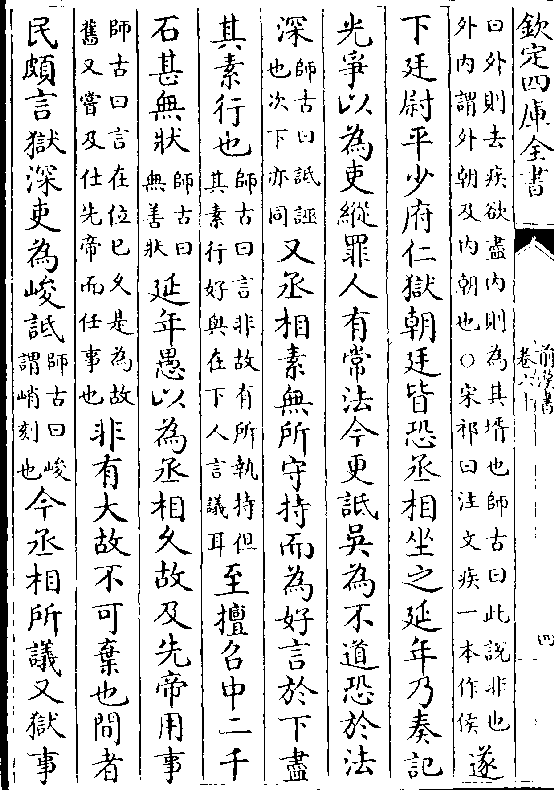 欽定四庫全書
前漢書
卷六十
四
曰外則去疾欲盡内則為其壻也師古曰此說非也
外内謂外朝及内朝也○宋祁曰注文疾一本作侯
遂
下廷尉平少府仁獄朝廷皆恐丞相坐之延年乃奏記
光爭以為吏縱罪人有常法今更詆吳為不道恐於法
深師古曰詆誣也次下亦同又丞相素無所守持而為好言於下盡
其素行也師古曰言非故有所執持但其素行好與在下人言議耳至擅召中二千
石甚無狀師古曰無善狀延年愚以為丞相久故及先帝用事
師古曰言在位已久是為故舊又嘗及仕先帝而任事也非有大故不可棄也間者
民頗言獄深吏為峻詆師古曰峻謂峭刻也今丞相所議又獄事